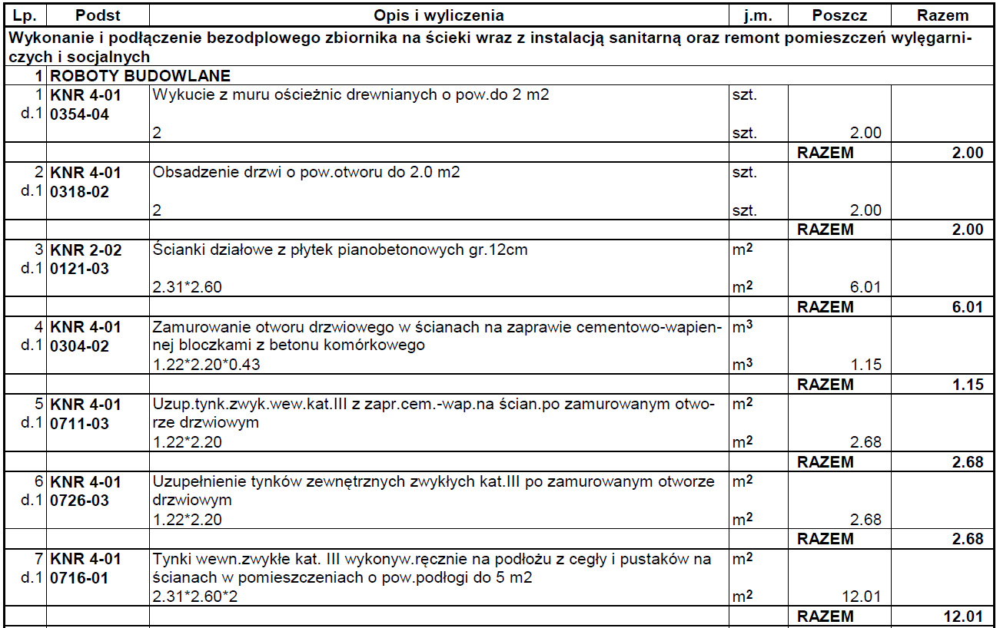 Lp. Podst Opis i wyliczenia j.m. Poszcz Razem
Wykonanie i podłączenie bezodplowego zbiornika na ścieki wraz z instalacją sanitarną oraz remont pomieszczeń wylęgarni-
czych i socjalnych
1 ROBOTY BUDOWLANE
1 KNR 4-01 Wykucie z muru ościeżnic drewnianych o pow.do 2 m2 szt.
d.1 0354-04
2 szt. 2.00
RAZEM 2.00
2 KNR 4-01 Obsadzenie drzwi o pow.otworu do 2.0 m2 szt.
d.1 0318-02
2 szt. 2.00
RAZEM 2.00
3 KNR 2-02 Ścianki działowe z płytek pianobetonowych gr.12cm m2
d.1 0121-03
2.31*2.60 m2 6.01
RAZEM 6.01
4 KNR 4-01 Zamurowanie otworu drzwiowego w ścianach na zaprawie cementowo-wapien- m3
d.1 0304-02 nej bloczkami z betonu komórkowego
1.22*2.20*0.43 m3 1.15
RAZEM 1.15
5 KNR 4-01 Uzup.tynk.zwyk.wew.kat.III z zapr.cem.-wap.na ścian.po zamurowanym otwo- m2
d.1 0711-03 rze drzwiowym
1.22*2.20 m2 2.68
RAZEM 2.68
6 KNR 4-01 Uzupełnienie tynków zewnętrznych zwykłych kat.III po zamurowanym otworze m2
d.1 0726-03 drzwiowym
1.22*2.20 m2 2.68
RAZEM 2.68
7 KNR 4-01 Tynki wewn.zwykłe kat. III wykonyw.ręcznie na podłożu z cegły i pustaków na m2
d.1 0716-01 ścianach w pomieszczeniach o pow.podłogi do 5 m2
2.31*2.60*2 m2 12.01
RAZEM 12.01